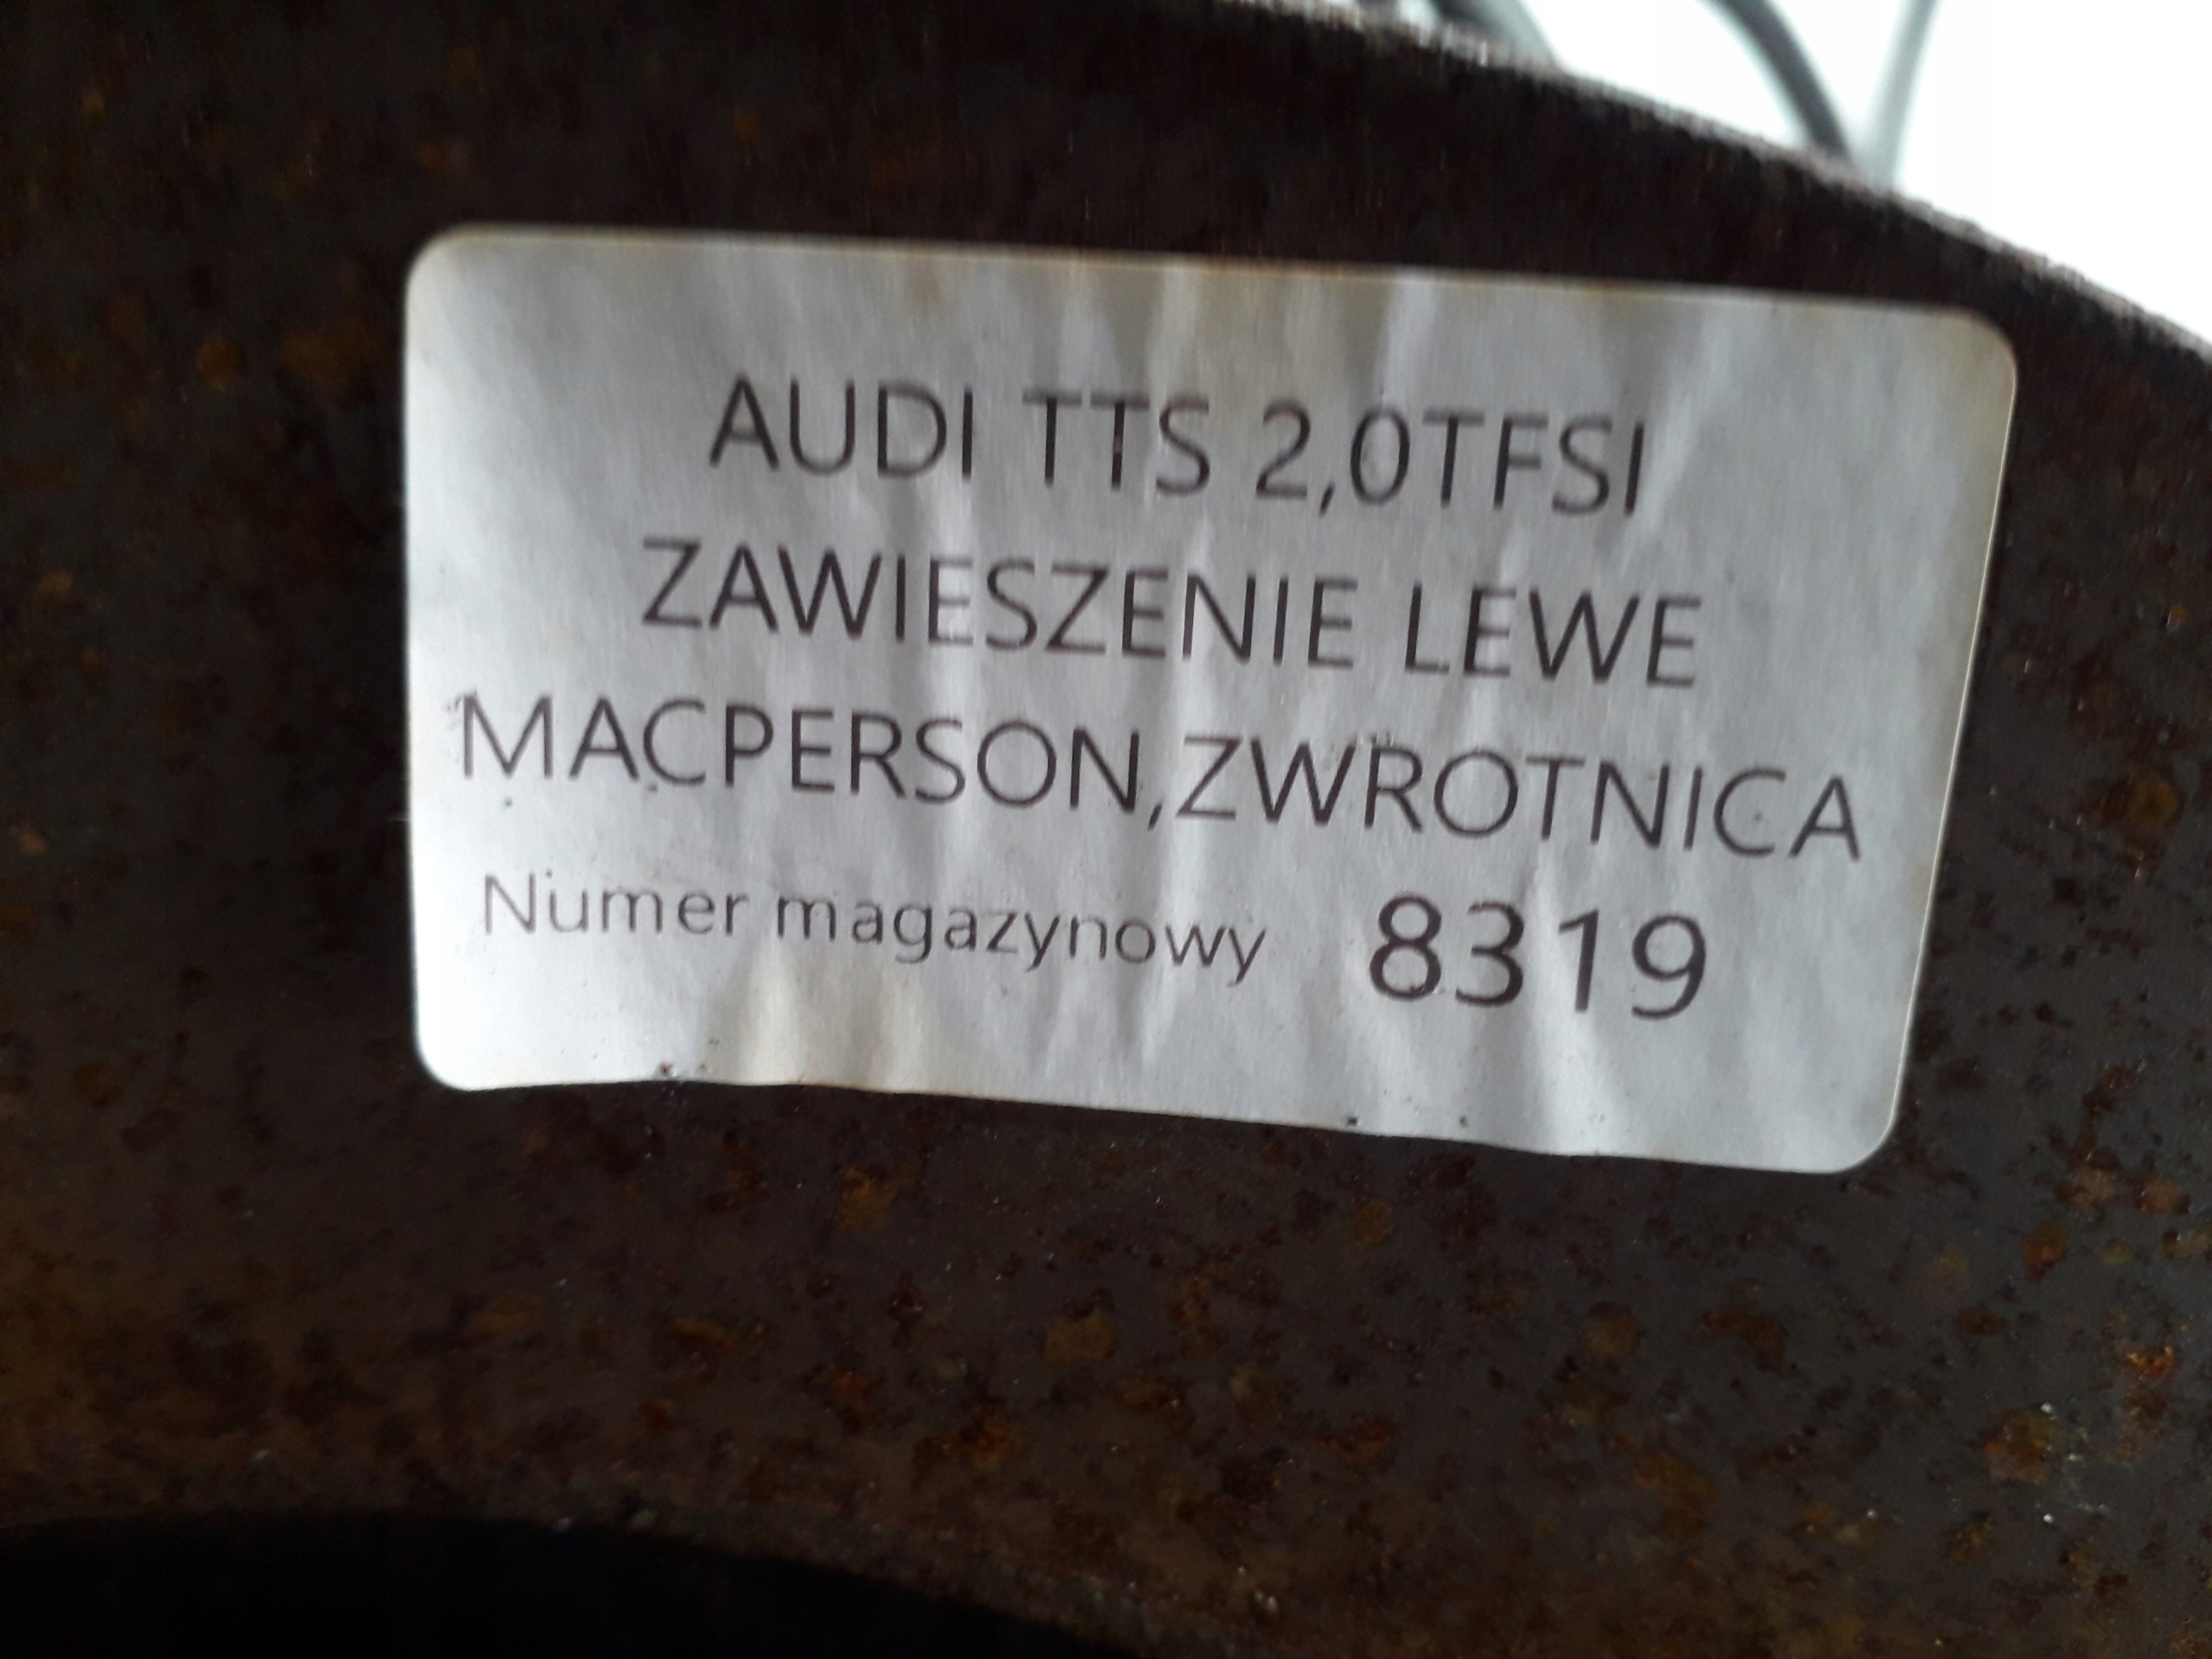 AUDI TTS 2,0TFSI
ZAWIESZENIE LEWE
MACPERSON,ZWROTNICA
Numer magazynowy 8319